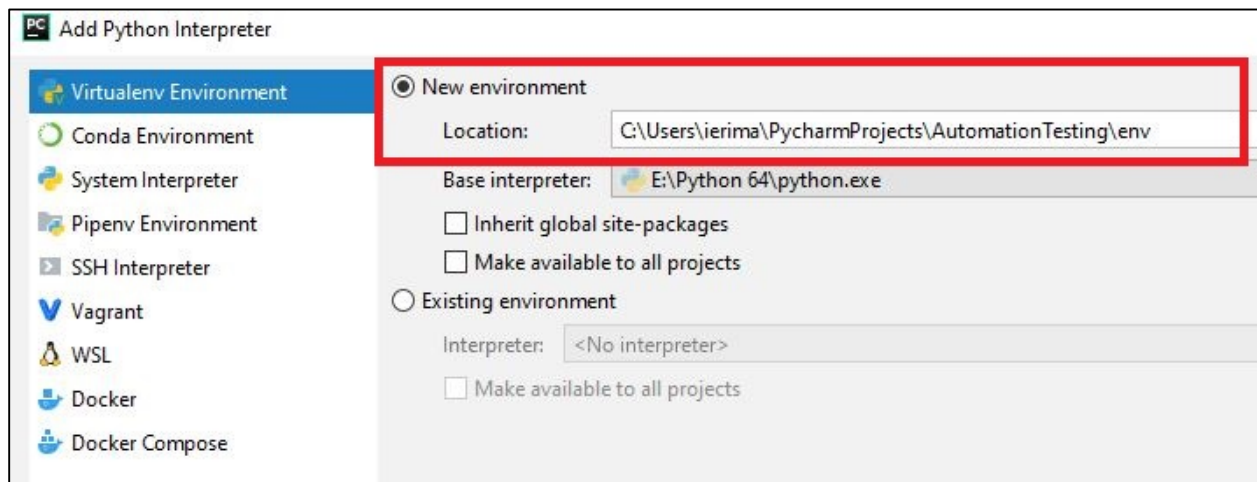 PC Add Python Interpreter
Virtualenv Environment
Conda Environment
System Interpreter
Pipenv Environment
SSH Interpreter
Vagrant
WSL
Docker
Docker Compose
New environment
Location: C:\Users\ierima\PycharmProjects\AutomationTesting\env
Base interpreter: E:\Python 64\python.exe
Inherit global site-packages
Make available to all projects
Existing environment
Interpreter: <No interpreter>
Make available to all projects